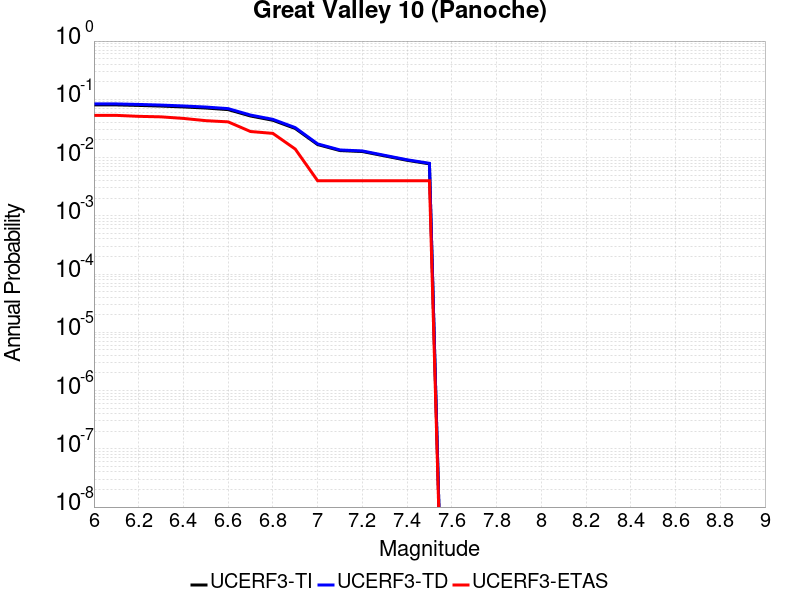 Great Valley 10 (Panoche)
10^0
10^-1
10^-2
10^-3
10^-4
10^-5
10^-6
10^-7
10^-8
Annual Probability
6 6.2 6.4 6.6 6.8 7 7.2 7.4 7.6 7.8 8 8.2 8.4 8.6 8.8 9
Magnitude
UCERF3-TI UCERF3-TD UCERF3-ETAS